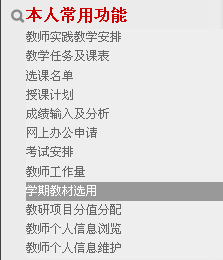 本人常用功能
教师实践教学安排
教学任务及课表
选课名单
授课计划
成绩输入及分析
网上办公申请
考试安排
教师工作量
学期教材选用
教研项目分值分配
教师个人信息浏览
教师个人信息维护